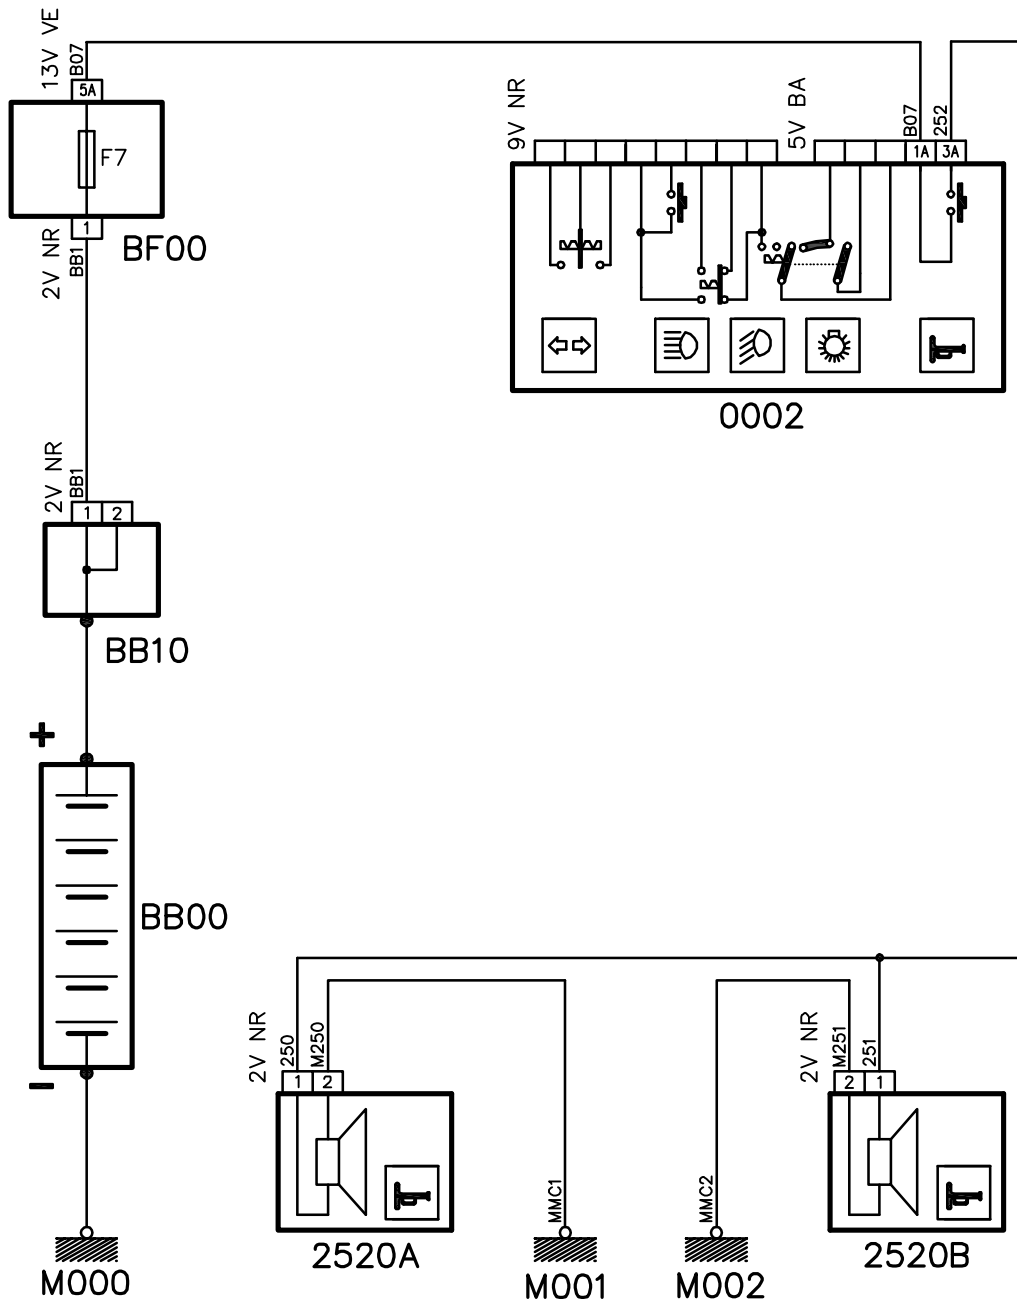 13V VE
B07
5A
F7
1
BF00
2V NR
BB1
9V NR
5V BA
B07
252
1A
3A
0002
2V NR
BB1
1
2
BB10
+
BB00
−
M000
2V NR
250
M250
1
2
2520A
MMC1
M001
MMC2
M002
2V NR
M251
251
2
1
2520B